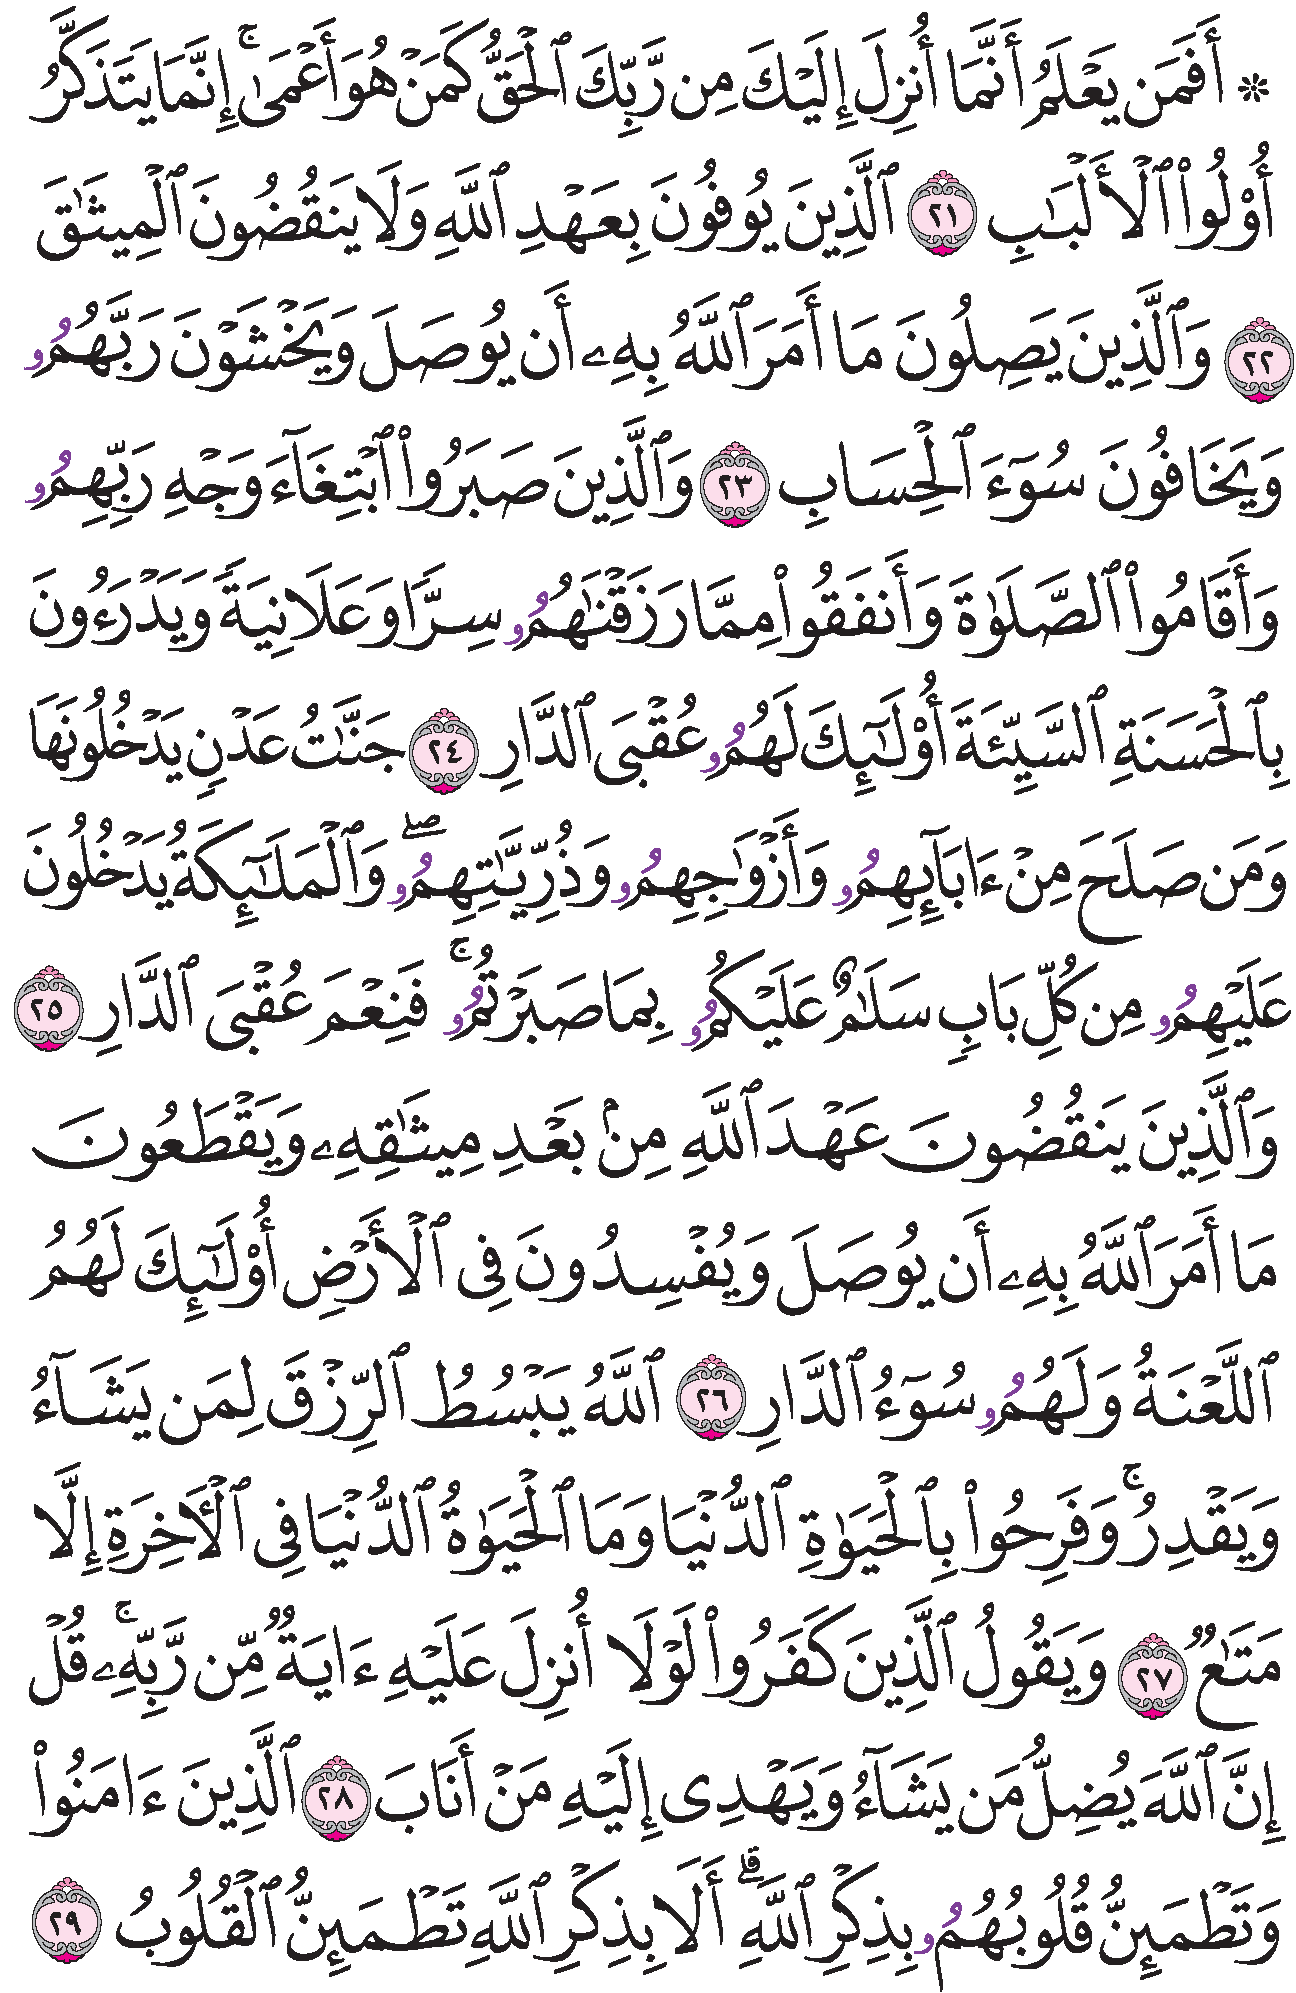 ۞ أَفَمَن يَعْلَمُ أَنَّمَا أُنزِلَ إِلَيْكَ مِن رَّبِّكَ ٱلْحَقُّ كَمَنْ هُوَ أَعْمَىٰٓ ۚ إِنَّمَا يَتَذَكَّرُ
أُوْلُواْ ٱلْأَلْبَـٰبِ ٢١ ٱلَّذِينَ يُوفُونَ بِعَهْدِ ٱللَّهِ وَلَا يَنقُضُونَ ٱلْمِيثَـٰقَ
٢٢ وَٱلَّذِينَ يَصِلُونَ مَا أَمَرَ ٱللَّهُ بِهِۦ أَن يُوصَلَ وَيَخْشَوْنَ رَبَّهُمُۥ
وَيَخَافُونَ سُوٓءَ ٱلْحِسَابِ ٢٣ وَٱلَّذِينَ صَبَرُواْ ٱبْتِغَآءَ وَجْهِ رَبِّهِمُۥ
وَأَقَامُواْ ٱلصَّلَوٰةَ وَأَنفَقُواْ مِمَّا رَزَقْنَـٰهُمُۥ سِرًّا وَعَلَانِيَةً وَيَدْرَءُونَ
بِٱلْحَسَنَةِ ٱلسَّيِّئَةَ أُوْلَـٰٓئِكَ لَهُمُۥ عُقْبَى ٱلدَّارِ ٢٤ جَنَّـٰتُ عَدْنٍ يَدْخُلُونَهَا
وَمَن صَلَحَ مِنْ ءَابَآئِهِمُۥ وَأَزْوَٰجِهِمُۥ وَذُرِّيَّـٰتِهِمُۥ ۖ وَٱلْمَلَـٰٓئِكَةُ يَدْخُلُونَ
عَلَيْهِمُۥ مِن كُلِّ بَابٍ سَلَـٰمٌ عَلَيْكُمُۥ بِمَا صَبَرْتُمُۥ ۚ فَنِعْمَ عُقْبَى ٱلدَّارِ ٢٥
وَٱلَّذِينَ يَنقُضُونَ عَهْدَ ٱللَّهِ مِنۢ بَعْدِ مِيثَـٰقِهِۦ وَيَقْطَعُونَ
مَا أَمَرَ ٱللَّهُ بِهِۦ أَن يُوصَلَ وَيُفْسِدُونَ فِى ٱلْأَرْضِ أُوْلَـٰٓئِكَ لَهُمُ
ٱللَّعْنَةُ وَلَهُمُۥ سُوٓءُ ٱلدَّارِ ٢٦ ٱللَّهُ يَبْسُطُ ٱلرِّزْقَ لِمَن يَشَآءُ
وَيَقْدِرُ ۚ وَفَرِحُواْ بِٱلْحَيَوٰةِ ٱلدُّنْيَا وَمَا ٱلْحَيَوٰةُ ٱلدُّنْيَا فِى ٱلْأَخِرَةِ إِلَّا
مَتَـٰعٌ ٢٧ وَيَقُولُ ٱلَّذِينَ كَفَرُواْ لَوْلَا أُنزِلَ عَلَيْهِ ءَايَةٌ مِّن رَّبِّهِۦ ۚ قُلْ
إِنَّ ٱللَّهَ يُضِلُّ مَن يَشَآءُ وَيَهْدِى إِلَيْهِ مَنْ أَنَابَ ٢٨ ٱلَّذِينَ ءَامَنُواْ
وَتَطْمَئِنُّ قُلُوبُهُمُۥ بِذِكْرِ ٱللَّهِ ۗ أَلَا بِذِكْرِ ٱللَّهِ تَطْمَئِنُّ ٱلْقُلُوبُ ٢٩